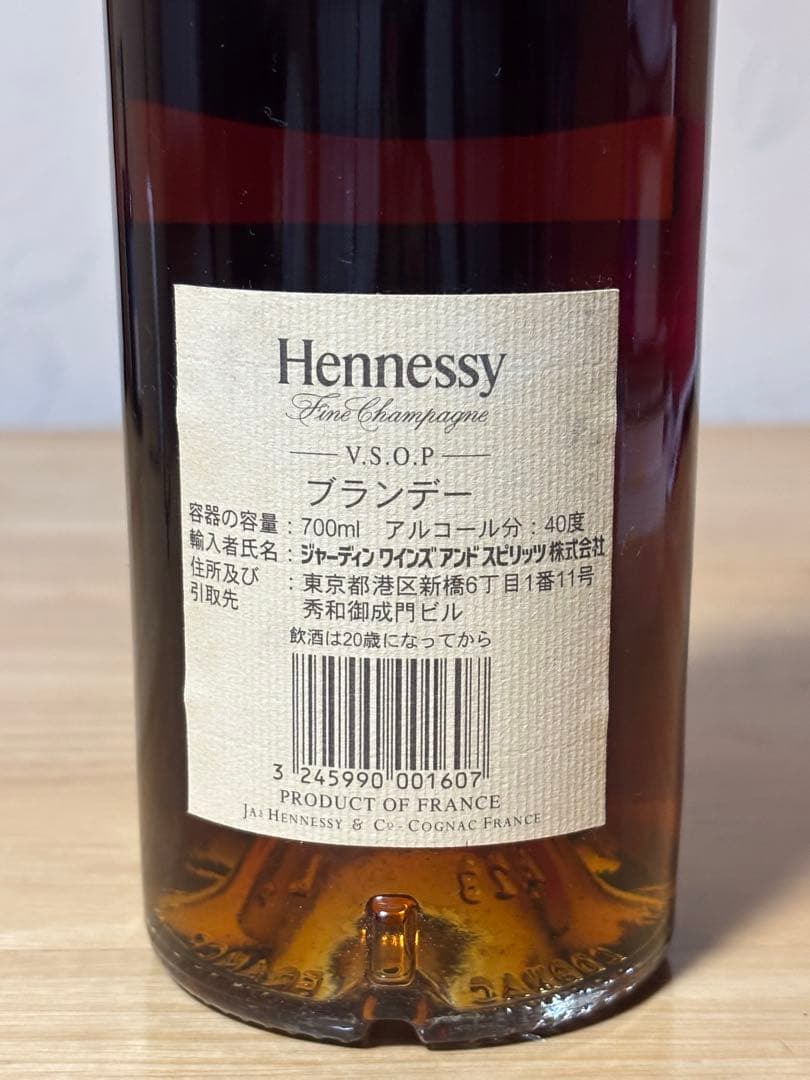 Hennessy
Fine Champagne
V.S.O.P
ブランデー
容器の容量：700ml アルコール分：40度
輸入者氏名：ジャーディン ワインズ アンド スピリッツ 株式会社
住所及び引取先：東京都港区新橋6丁目1番11号
秀和御成門ビル
飲酒は20歳になってから
3 245990 001607
PRODUCT OF FRANCE
JAS HENNESSY & CO - COGNAC FRANCE